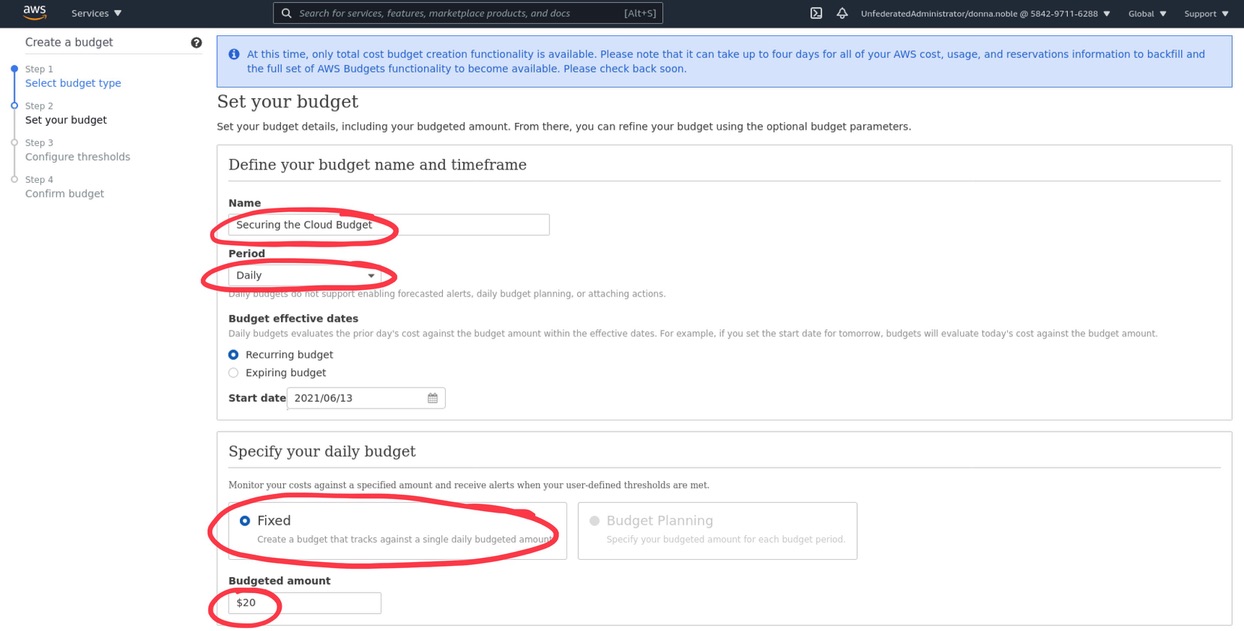 aws
Services
Search for services, features, marketplace products, and docs
[Alt+S]
UnfederatedAdministrator/donna.noble @ 5842-9711-6288
Global
Support
Create a budget
?
Step 1
Select budget type
Step 2
Set your budget
Step 3
Configure thresholds
Step 4
Confirm budget
At this time, only total cost budget creation functionality is available. Please note that it can take up to four days for all of your AWS cost, usage, and reservations information to backfill and
the full set of AWS Budgets functionality to become available. Please check back soon.
Set your budget
Set your budget details, including your budgeted amount. From there, you can refine your budget using the optional budget parameters.
Define your budget name and timeframe
Name
Securing the Cloud Budget
Period
Daily
Daily budgets do not support enabling forecasted alerts, daily budget planning, or attaching actions.
Budget effective dates
Daily budgets evaluates the prior day's cost against the budget amount within the effective dates. For example, if you set the start date for tomorrow, budgets will evaluate today's cost against the budget amount.
Recurring budget
Expiring budget
Start date
2021/06/13
Specify your daily budget
Monitor your costs against a specified amount and receive alerts when your user-defined thresholds are met.
Fixed
Create a budget that tracks against a single daily budgeted amount.
Budget Planning
Specify your budgeted amount for each budget period.
Budgeted amount
$20